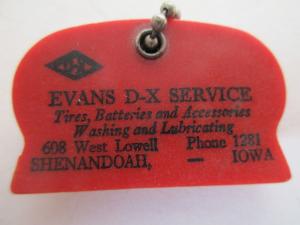 EVANS D-X SERVICE
Tires, Batteries and Accessories
Washing and Lubricating
608 West Lowell Phone 1281
SHENANDOAH, — IOWA